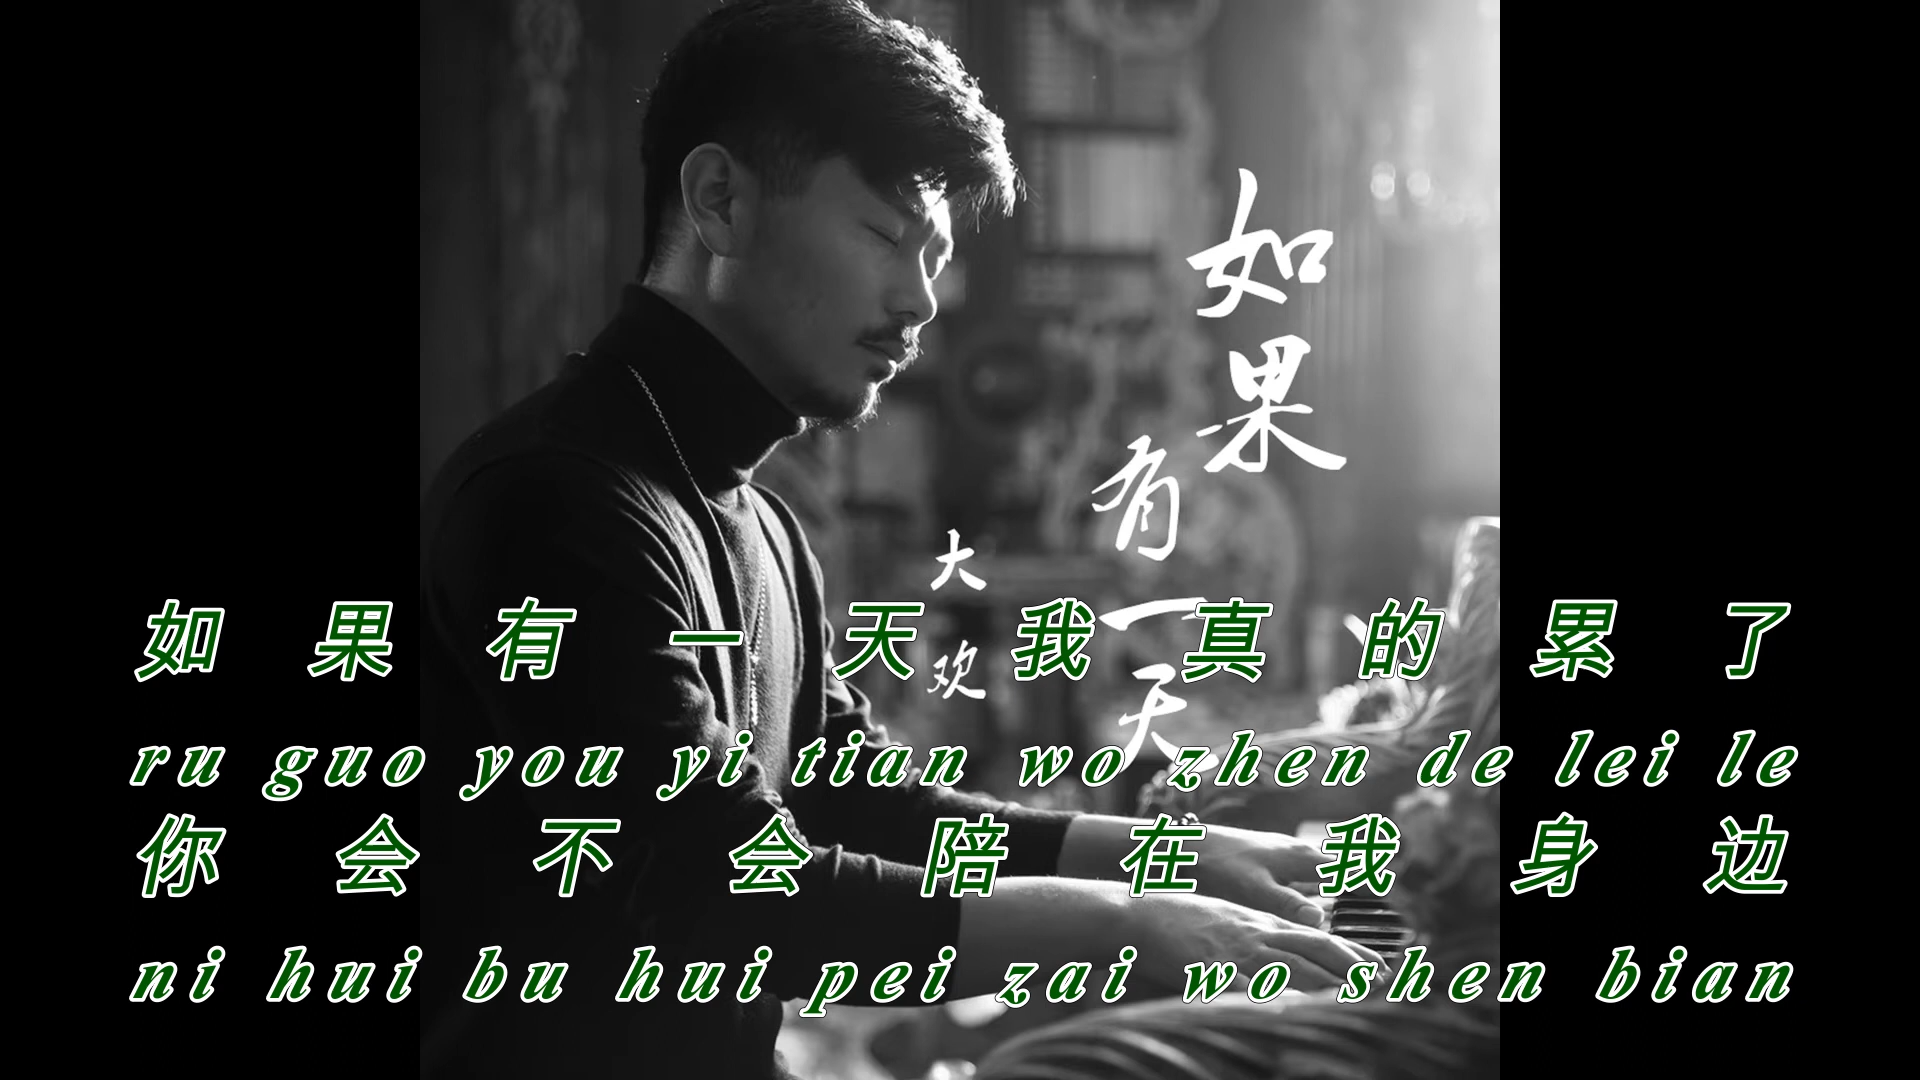 如果
有一天
大欢
如果有一天我真的累了
ru guo you yi tian wo zhen de lei le
你会不会陪在我身边
ni hui bu hui pei zai wo shen bian